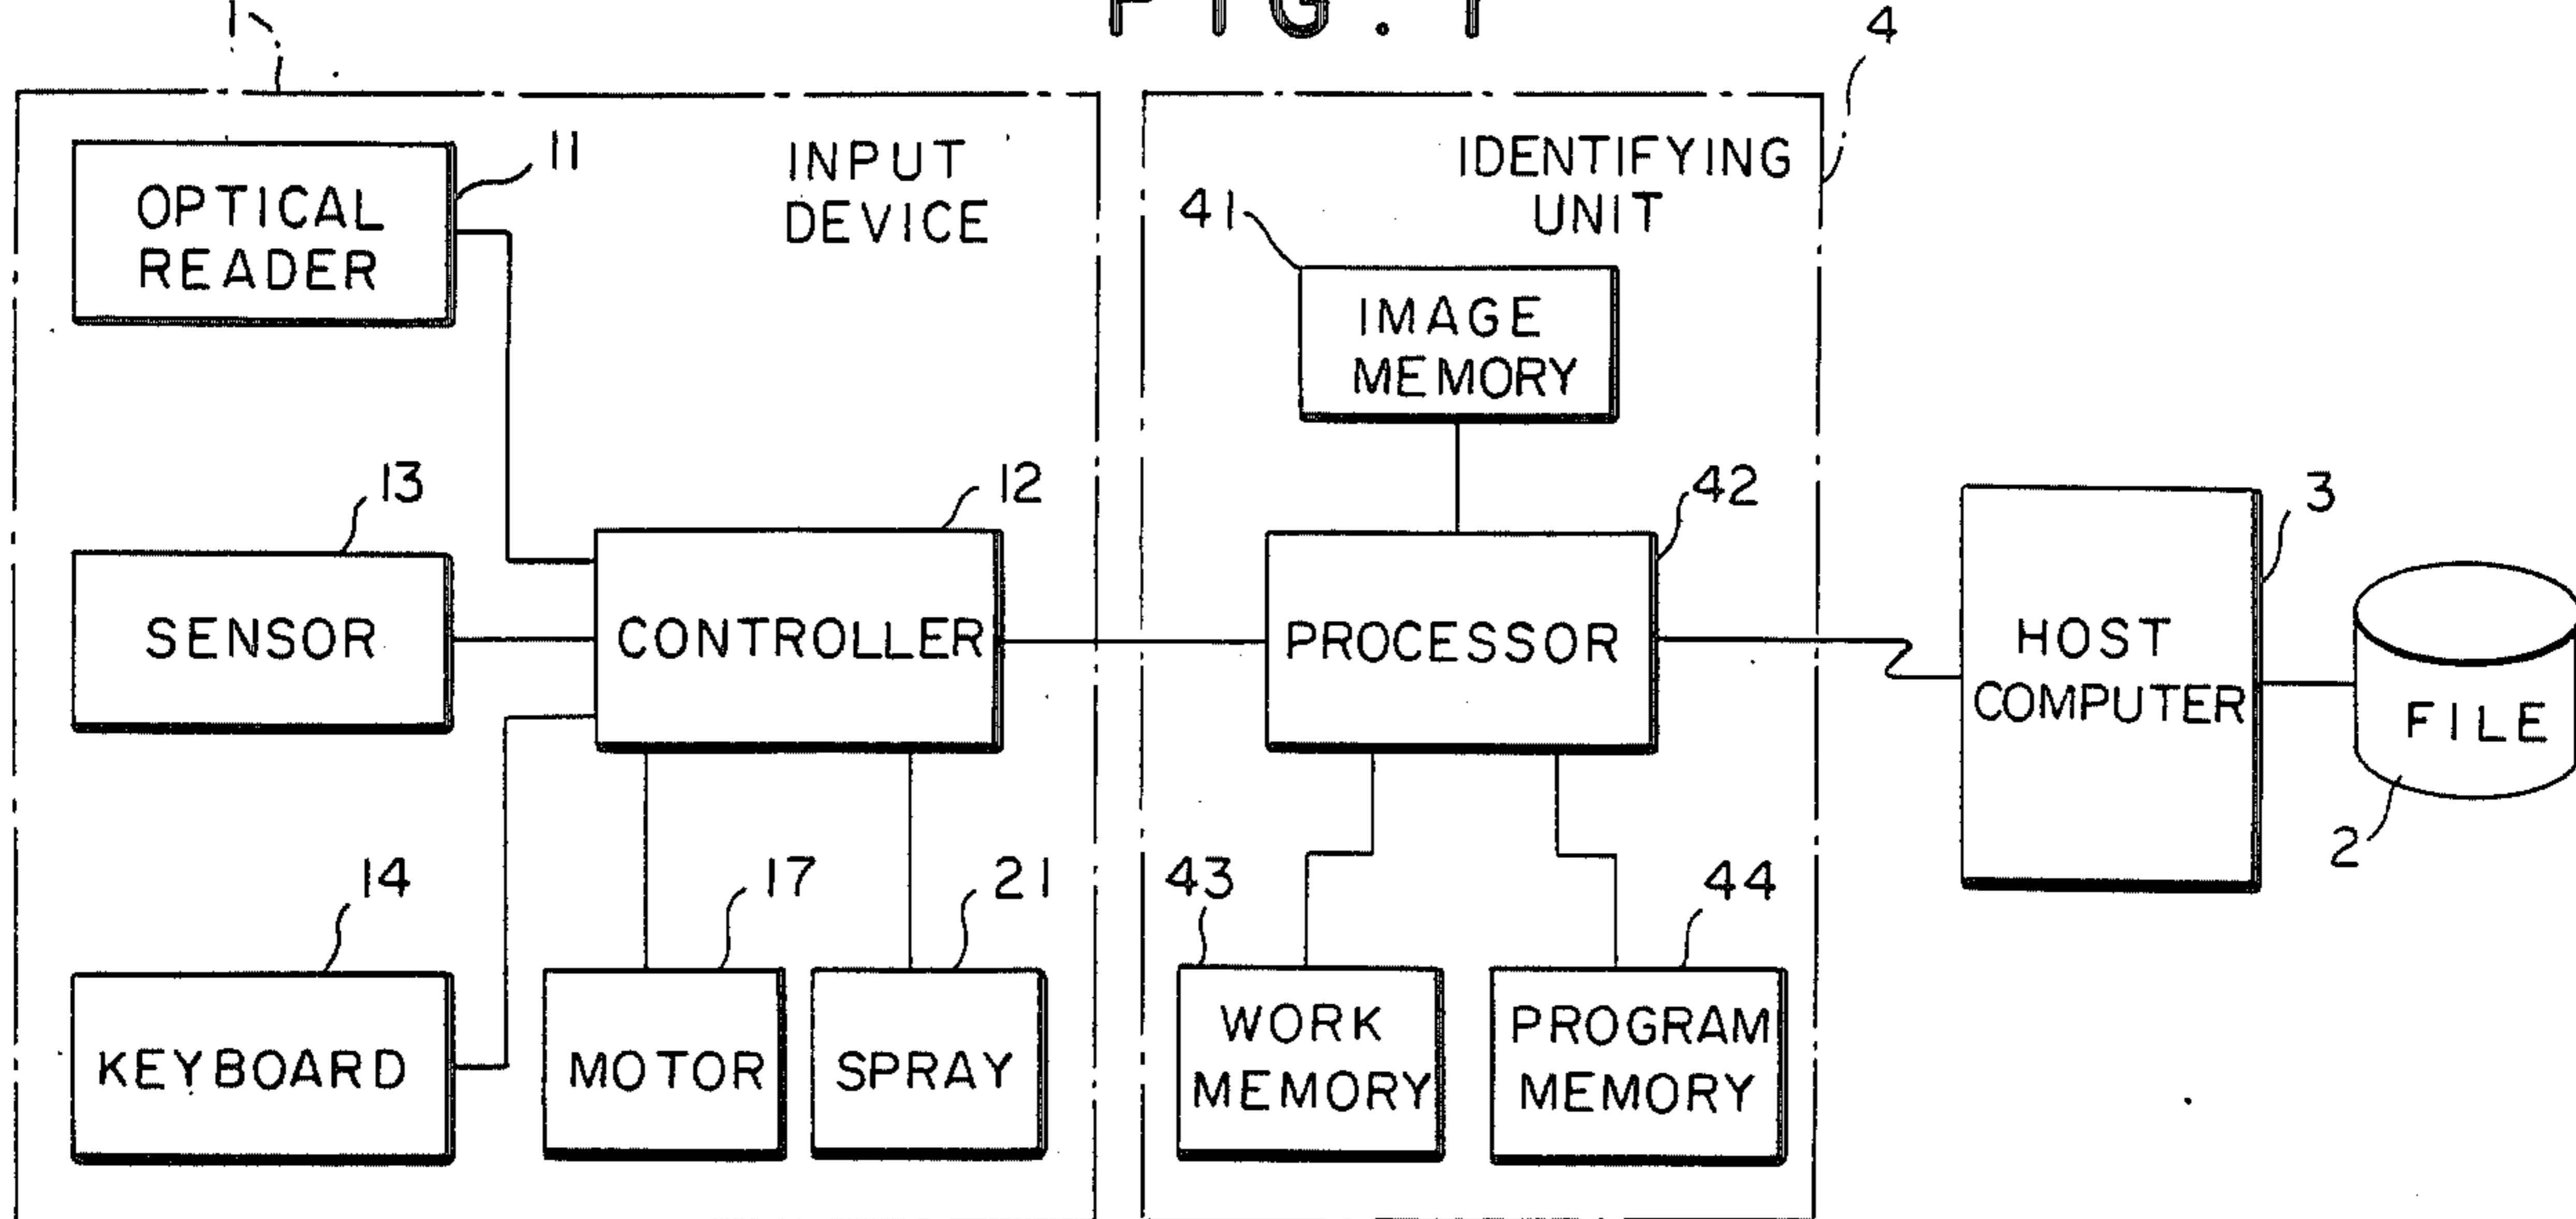 FIG. 1
1
4
INPUT
DEVICE
OPTICAL
READER
11
SENSOR
13
CONTROLLER
12
KEYBOARD
14
MOTOR
17
SPRAY
21
IDENTIFYING
UNIT
41
IMAGE
MEMORY
PROCESSOR
42
43
WORK
MEMORY
44
PROGRAM
MEMORY
HOST
COMPUTER
3
FILE
2